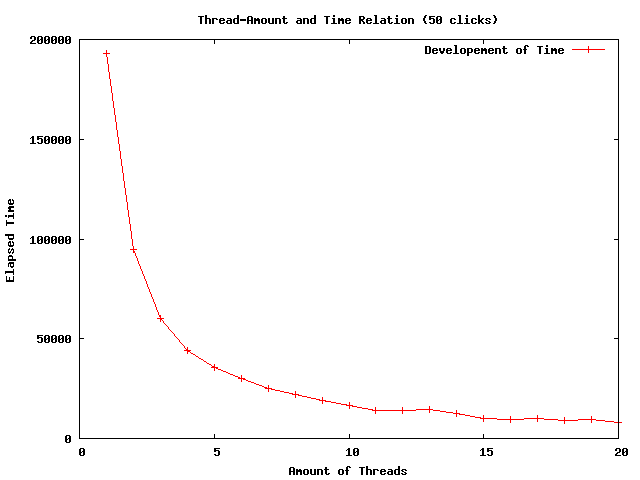 Thread-Amount and Time Relation (50 clicks)
Developement of Time
200000
150000
100000
50000
0
Elapsed Time
0 5 10 15 20
Amount of Threads